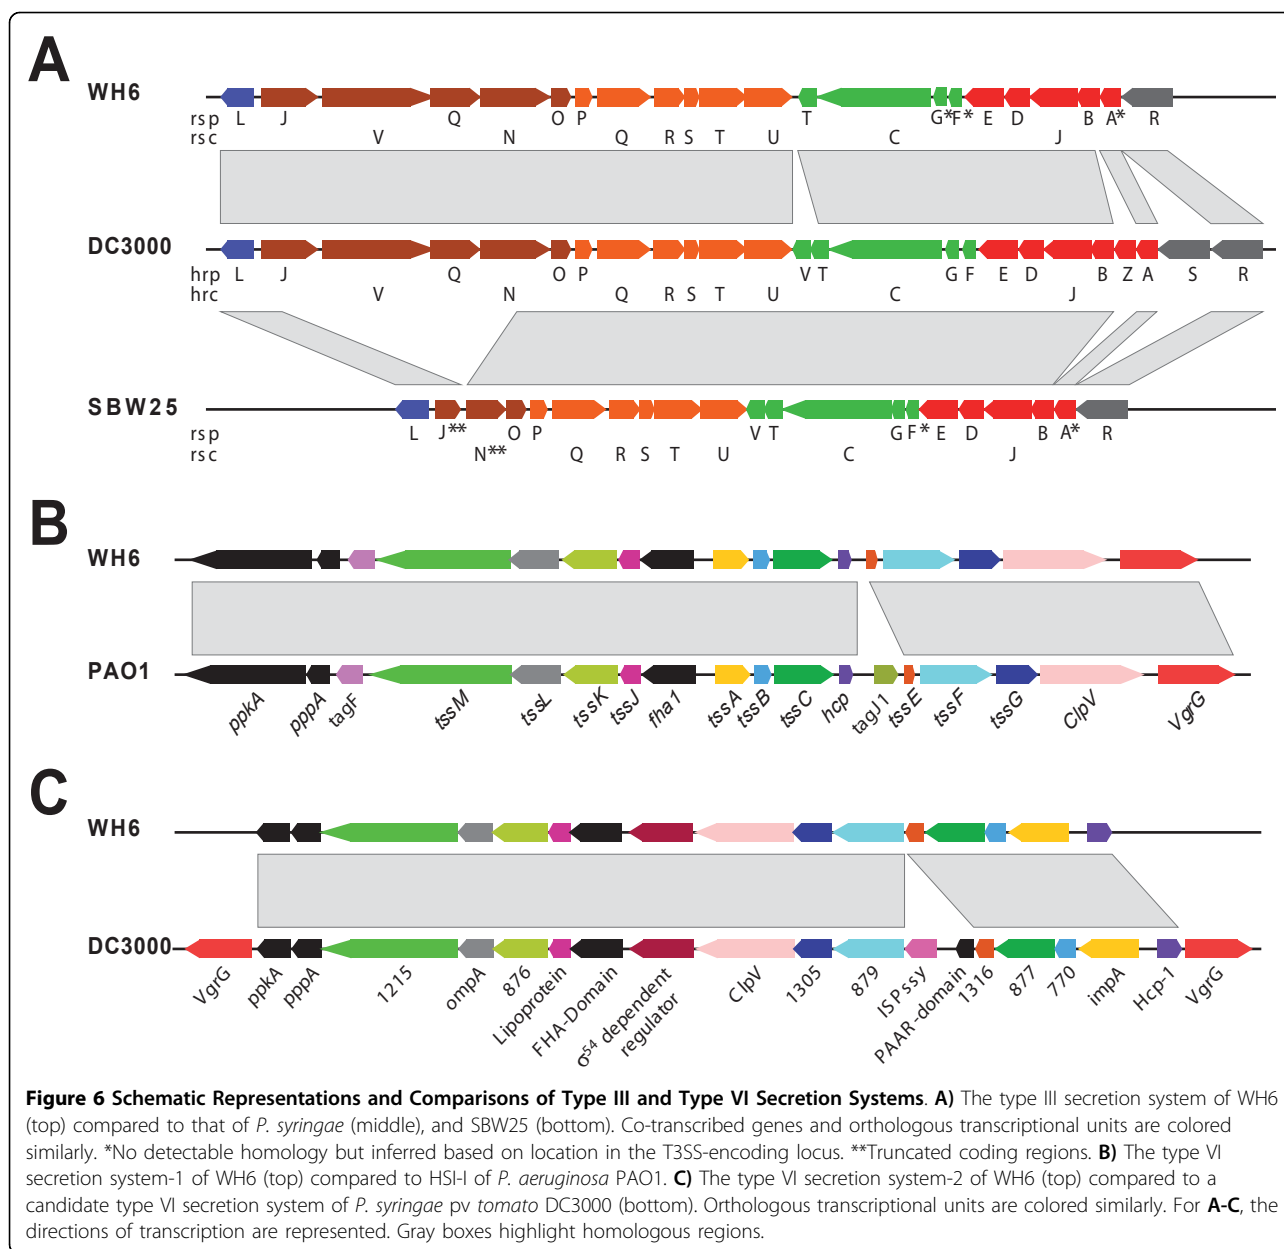 A
WH6
rsp L J Q O P T G* F* E D B A* R
rsc V N Q R S T U C J
DC3000
hrp L J Q O P V T G F E D B Z A S R
hrc V N Q R S T U C J
SBW25
rsp L J** O P V T G F* E D B A* R
rsc N** Q R S T U C J
B
WH6
PAO1
ppkA pppA tagF tssM tssL tssK tssJ fha1 tssA tssB tssC hcp tagJ1 tssE tssF tssG ClpV VgrG
C
WH6
DC3000
VgrG ppkA pppA 1215 ompA 876 Lipoprotein FHA-Domain σ54 dependent regulator ClpV 1305 879 ISPssy PAAR-domain 1316 877 770 impA Hcp-1 VgrG
Figure 6 Schematic Representations and Comparisons of Type III and Type VI Secretion Systems. A) The type III secretion system of WH6
(top) compared to that of P. syringae (middle), and SBW25 (bottom). Co-transcribed genes and orthologous transcriptional units are colored
similarly. *No detectable homology but inferred based on location in the T3SS-encoding locus. **Truncated coding regions. B) The type VI
secretion system-1 of WH6 (top) compared to HSI-I of P. aeruginosa PAO1. C) The type VI secretion system-2 of WH6 (top) compared to a
candidate type VI secretion system of P. syringae pv tomato DC3000 (bottom). Orthologous transcriptional units are colored similarly. For A-C, the
directions of transcription are represented. Gray boxes highlight homologous regions.